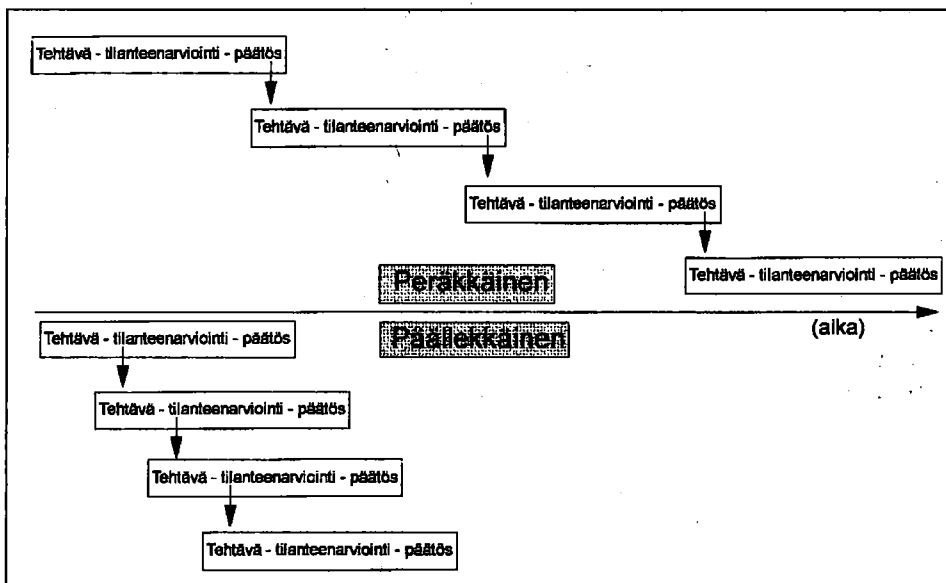 Tehtävä - tilanteenarviointi - päätös
Tehtävä - tilanteenarviointi - päätös
Tehtävä - tilanteenarviointi - päätös
Tehtävä - tilanteenarviointi - päätös
Peräkkäinen
(aika)
Päällekkäinen
Tehtävä - tilanteenarviointi - päätös
Tehtävä - tilanteenarviointi - päätös
Tehtävä - tilanteenarviointi - päätös
Tehtävä - tilanteenarviointi - päätös